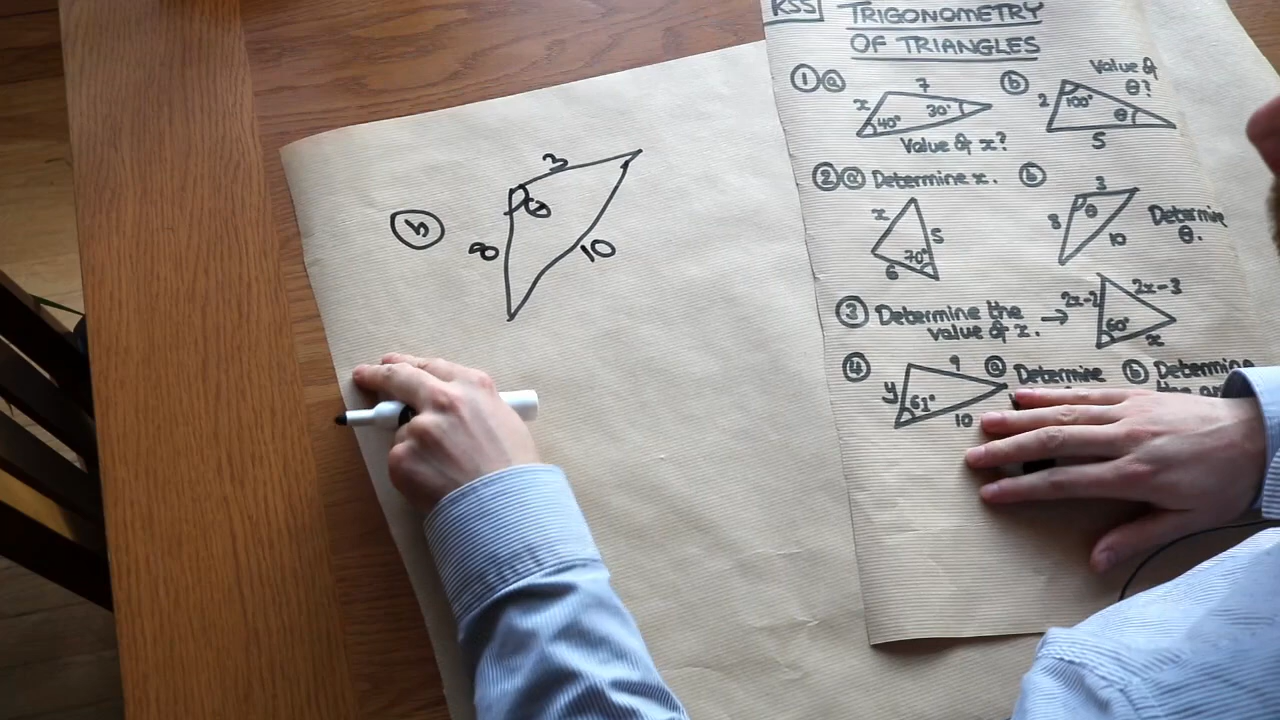 b
3
θ
8
10
KS5 TRIGONOMETRY
OF TRIANGLES
1 a
7
x
40°
30°
Value of x?
b
Value of
θ?
2
100°
θ
5
2 a Determine x.
x
5
70°
6
b
3
8
θ
10
Determine
θ.
3 Determine the
value of x.
→
2x-2
2x-3
60°
x
4
9
y
61°
10
a Determine
b Determine